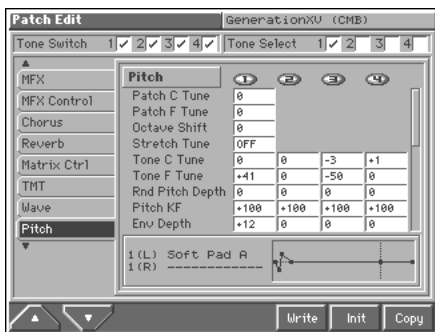 Patch Edit GenerationXV (CMB)
Tone Switch 1 2 3 4 Tone Select 1 2 3 4
MFX
MFX Control
Chorus
Reverb
Matrix Ctrl
TMT
Wave
Pitch
Pitch 1 2 3 4
Patch C Tune 0
Patch F Tune 0
Octave Shift 0
Stretch Tune OFF
Tone C Tune 0 0 -3 +1
Tone F Tune +41 0 -50 0
Rnd Pitch Depth 0 0 0 0
Pitch KF +100 +100 +100 +100
Env Depth +12 0 0 0
1(L) Soft Pad A
1(R) -------------
Write Init Copy